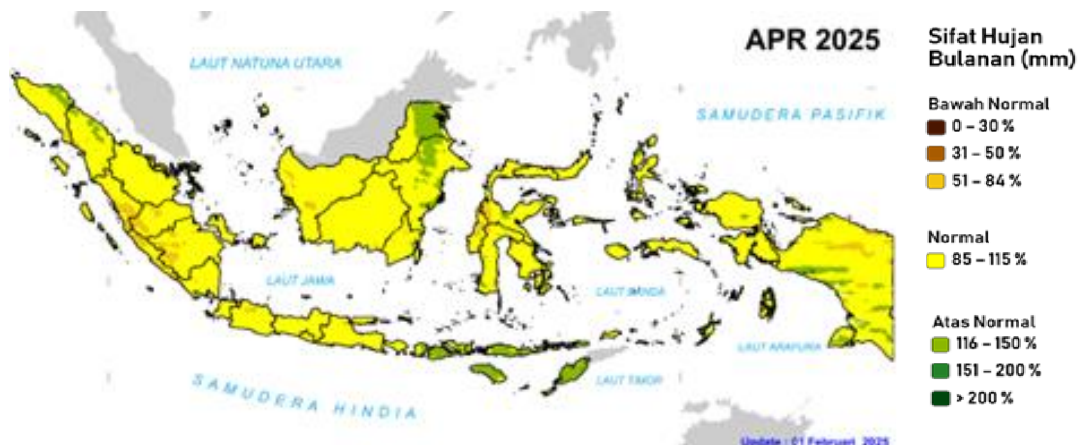 APR 2025
LAUT NATUNA UTARA
SAMUDERA PASIFIK
LAUT JAWA
LAUT BANDA
LAUT ARAFURA
LAUT TIMOR
SAMUDERA HINDIA
Update : 01 Februari 2025
Sifat Hujan
Bulanan (mm)
Bawah Normal
0 – 30 %
31 – 50 %
51 – 84 %
Normal
85 – 115 %
Atas Normal
116 – 150 %
151 – 200 %
> 200 %